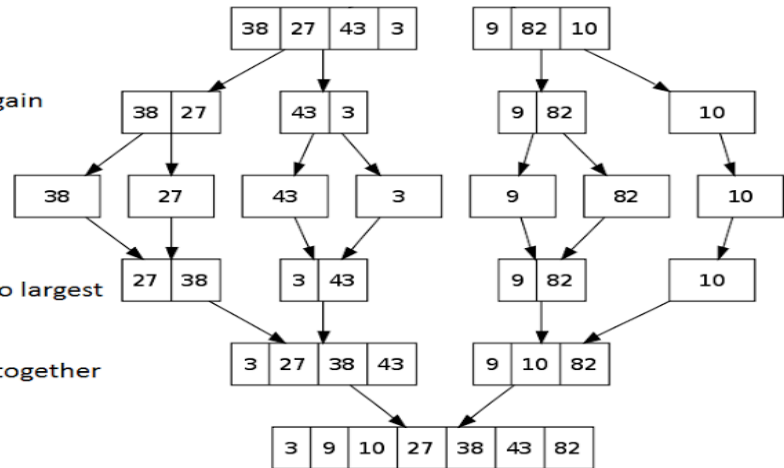 38 27 43 3 9 82 10
gain 38 27 43 3 9 82 10
38 27 43 3 9 82 10
o largest 27 38 3 43 9 82 10
together 3 27 38 43 9 10 82
3 9 10 27 38 43 82